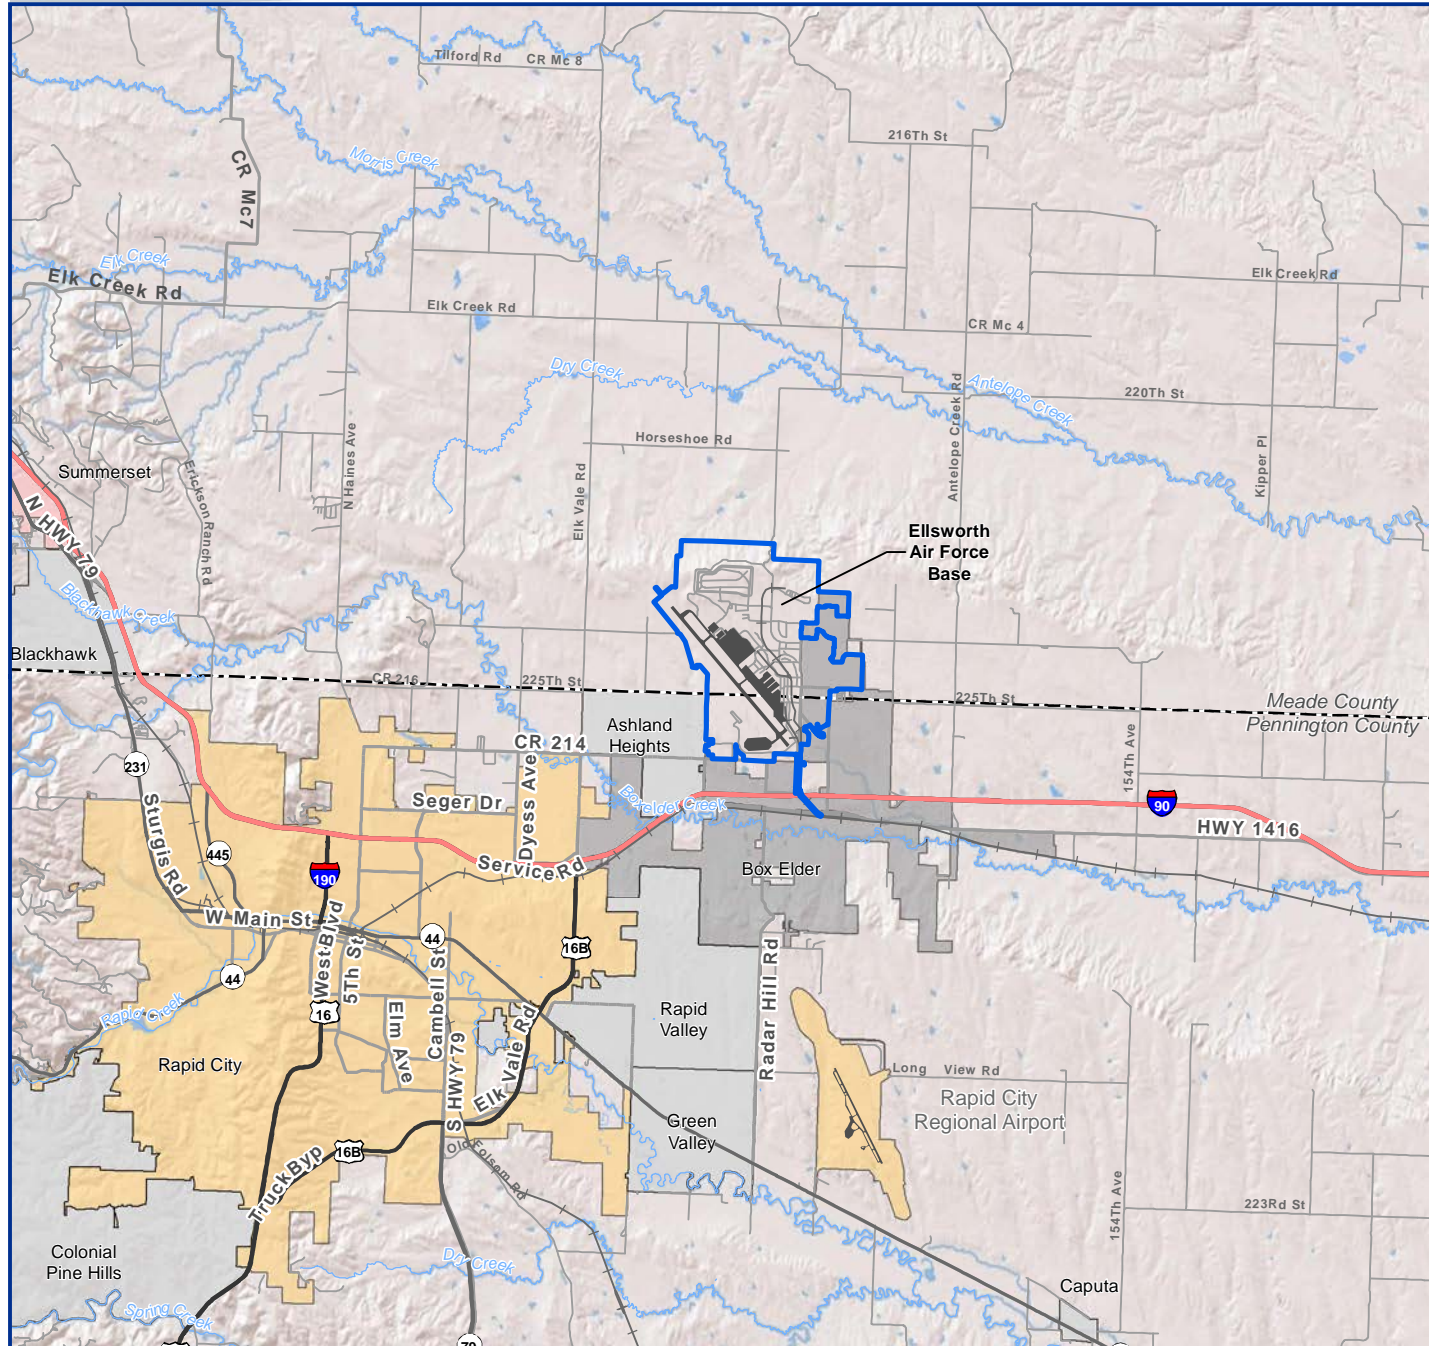 Tilford Rd
CR Mc 8
216Th St
CR Mc7
Morris Creek
Elk Creek
Elk Creek Rd
Elk Creek Rd
Elk Creek Rd
CR Mc 4
Dry Creek
Antelope Creek
220Th St
Antelope Creek Rd
Horseshoe Rd
N Haines Ave
Kipper Pl
Summerset
Erickson Ranch Rd
Elk Vale Rd
N HWY 79
Ellsworth
Air Force
Base
Blackhawk Creek
Blackhawk
CR 216
225Th St
225Th St
Meade County
Pennington County
Ashland
Heights
CR 214
154Th Ave
231
Dyess Ave
Seger Dr
Boxelder Creek
90
HWY 1416
Sturgis Rd
445
190
Service Rd
Box Elder
W Main St
West Blvd
5Th St
44
16B
Cambell St
Radar Hill Rd
44
Rapid Creek
16
Elm Ave
Rapid
Valley
Elk Vale Rd
S HWY 79
Rapid City
Long View Rd
Rapid City
Regional Airport
Green
Valley
16B
Old Folsom Rd
Truck Byp
154Th Ave
223Rd St
Colonial
Pine Hills
Dry Creek
Caputa
Spring Creek
79